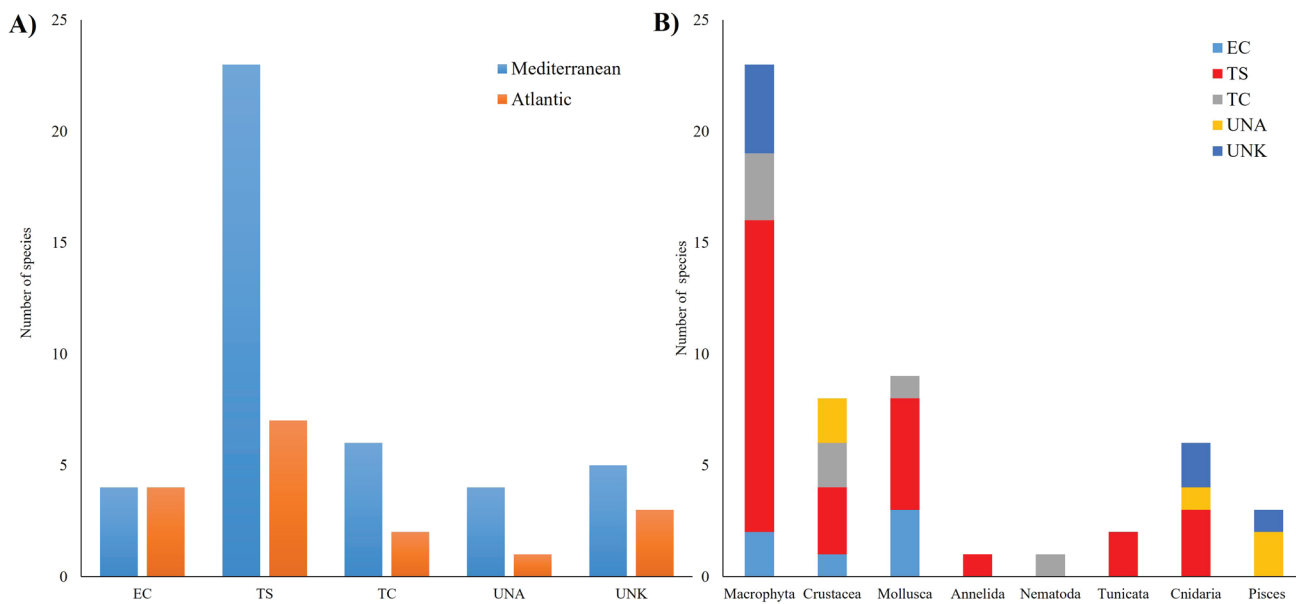 A)
25
20
15
10
5
0
Number of species
Mediterranean
Atlantic
EC TS TC UNA UNK
B)
25
20
15
10
5
0
Number of species
EC
TS
TC
UNA
UNK
Macrophyta Crustacea Mollusca Annelida Nematoda Tunicata Cnidaria Pisces